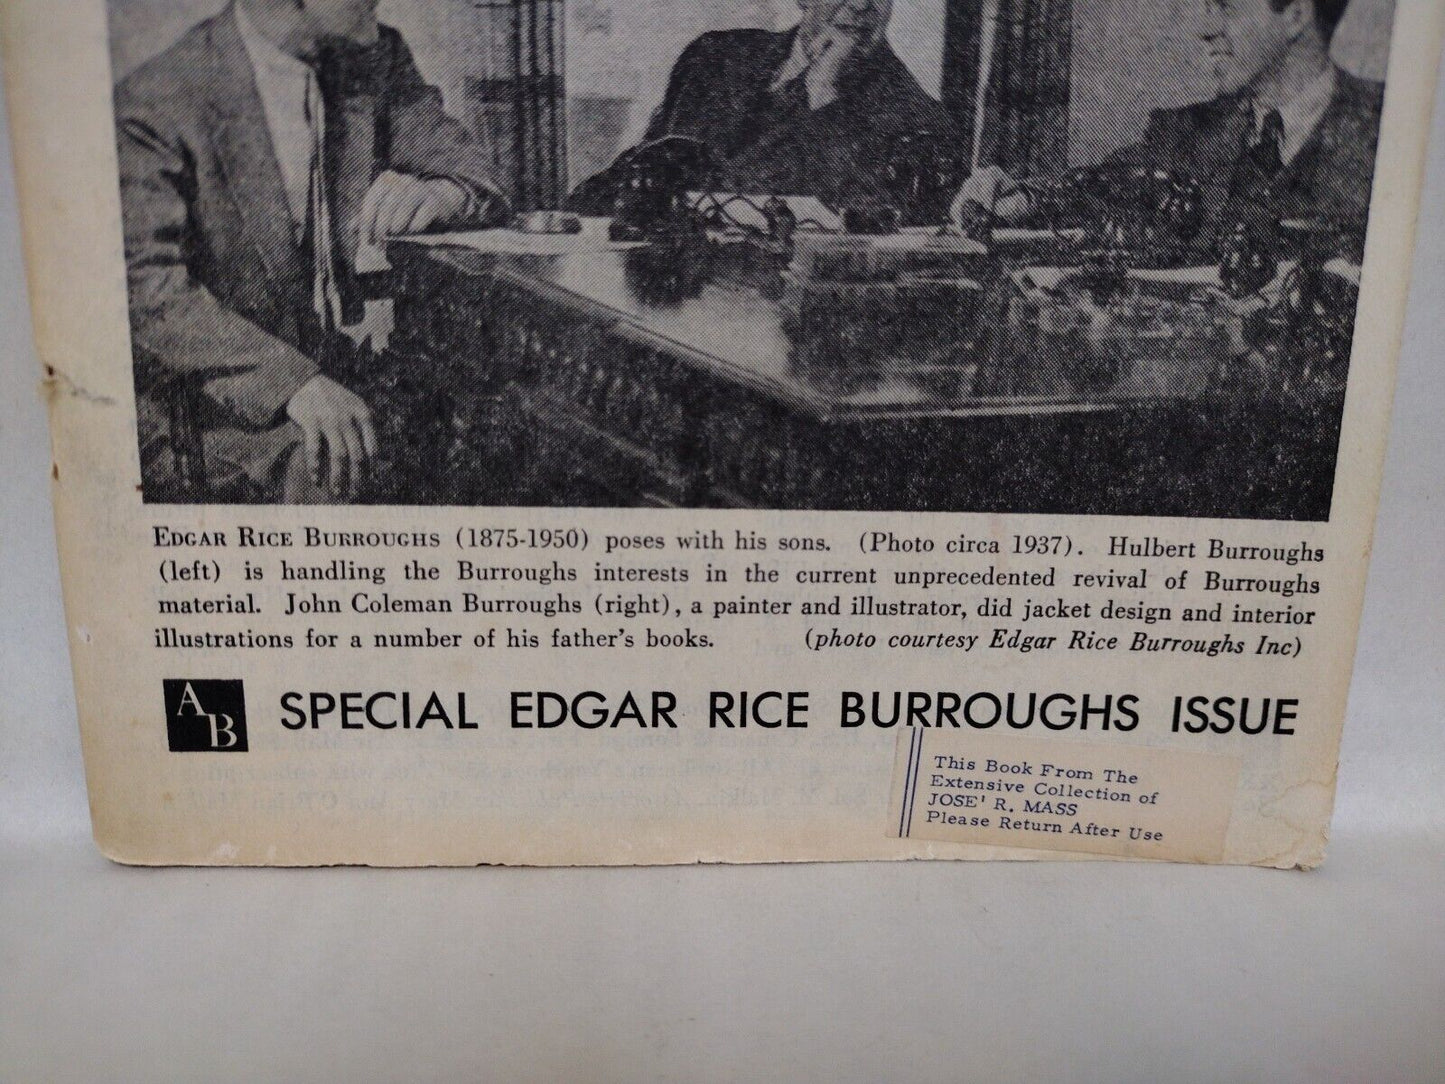 EDGAR RICE BURROUGHS (1875-1950) poses with his sons. (Photo circa 1937). Hulbert Burroughs
(left) is handling the Burroughs interests in the current unprecedented revival of Burroughs
material. John Coleman Burroughs (right), a painter and illustrator, did jacket design and interior
illustrations for a number of his father's books. (photo courtesy Edgar Rice Burroughs Inc)
AB SPECIAL EDGAR RICE BURROUGHS ISSUE
This Book From The
Extensive Collection of
JOSE' R. MASS
Please Return After Use